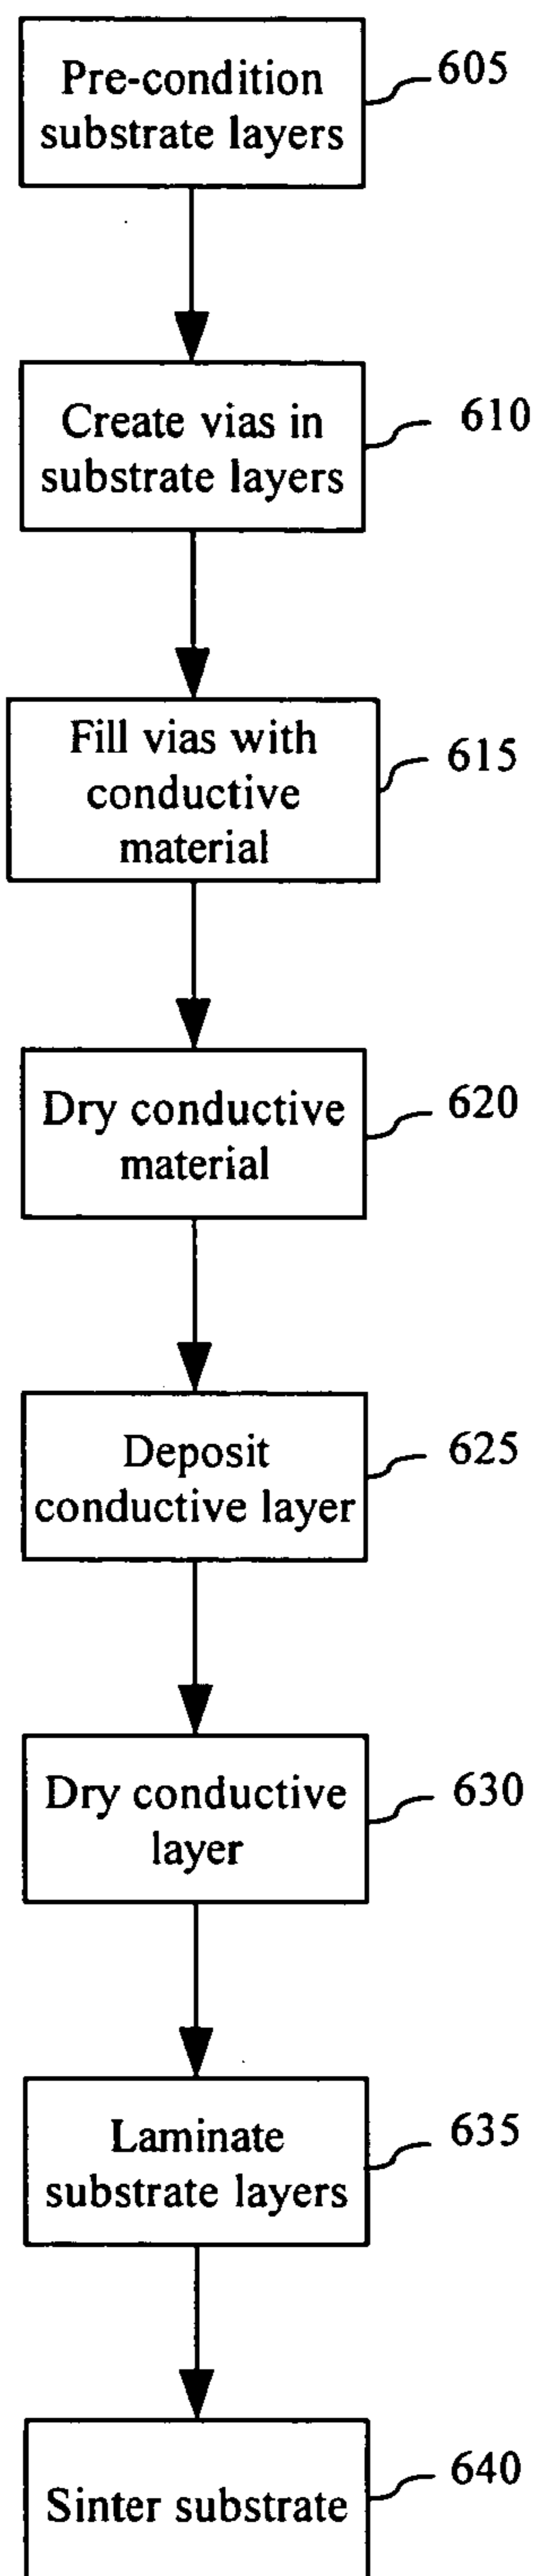 Pre-condition
substrate layers
605
Create vias in
substrate layers
610
Fill vias with
conductive
material
615
Dry conductive
material
620
Deposit
conductive layer
625
Dry conductive
layer
630
Laminate
substrate layers
635
Sinter substrate
640